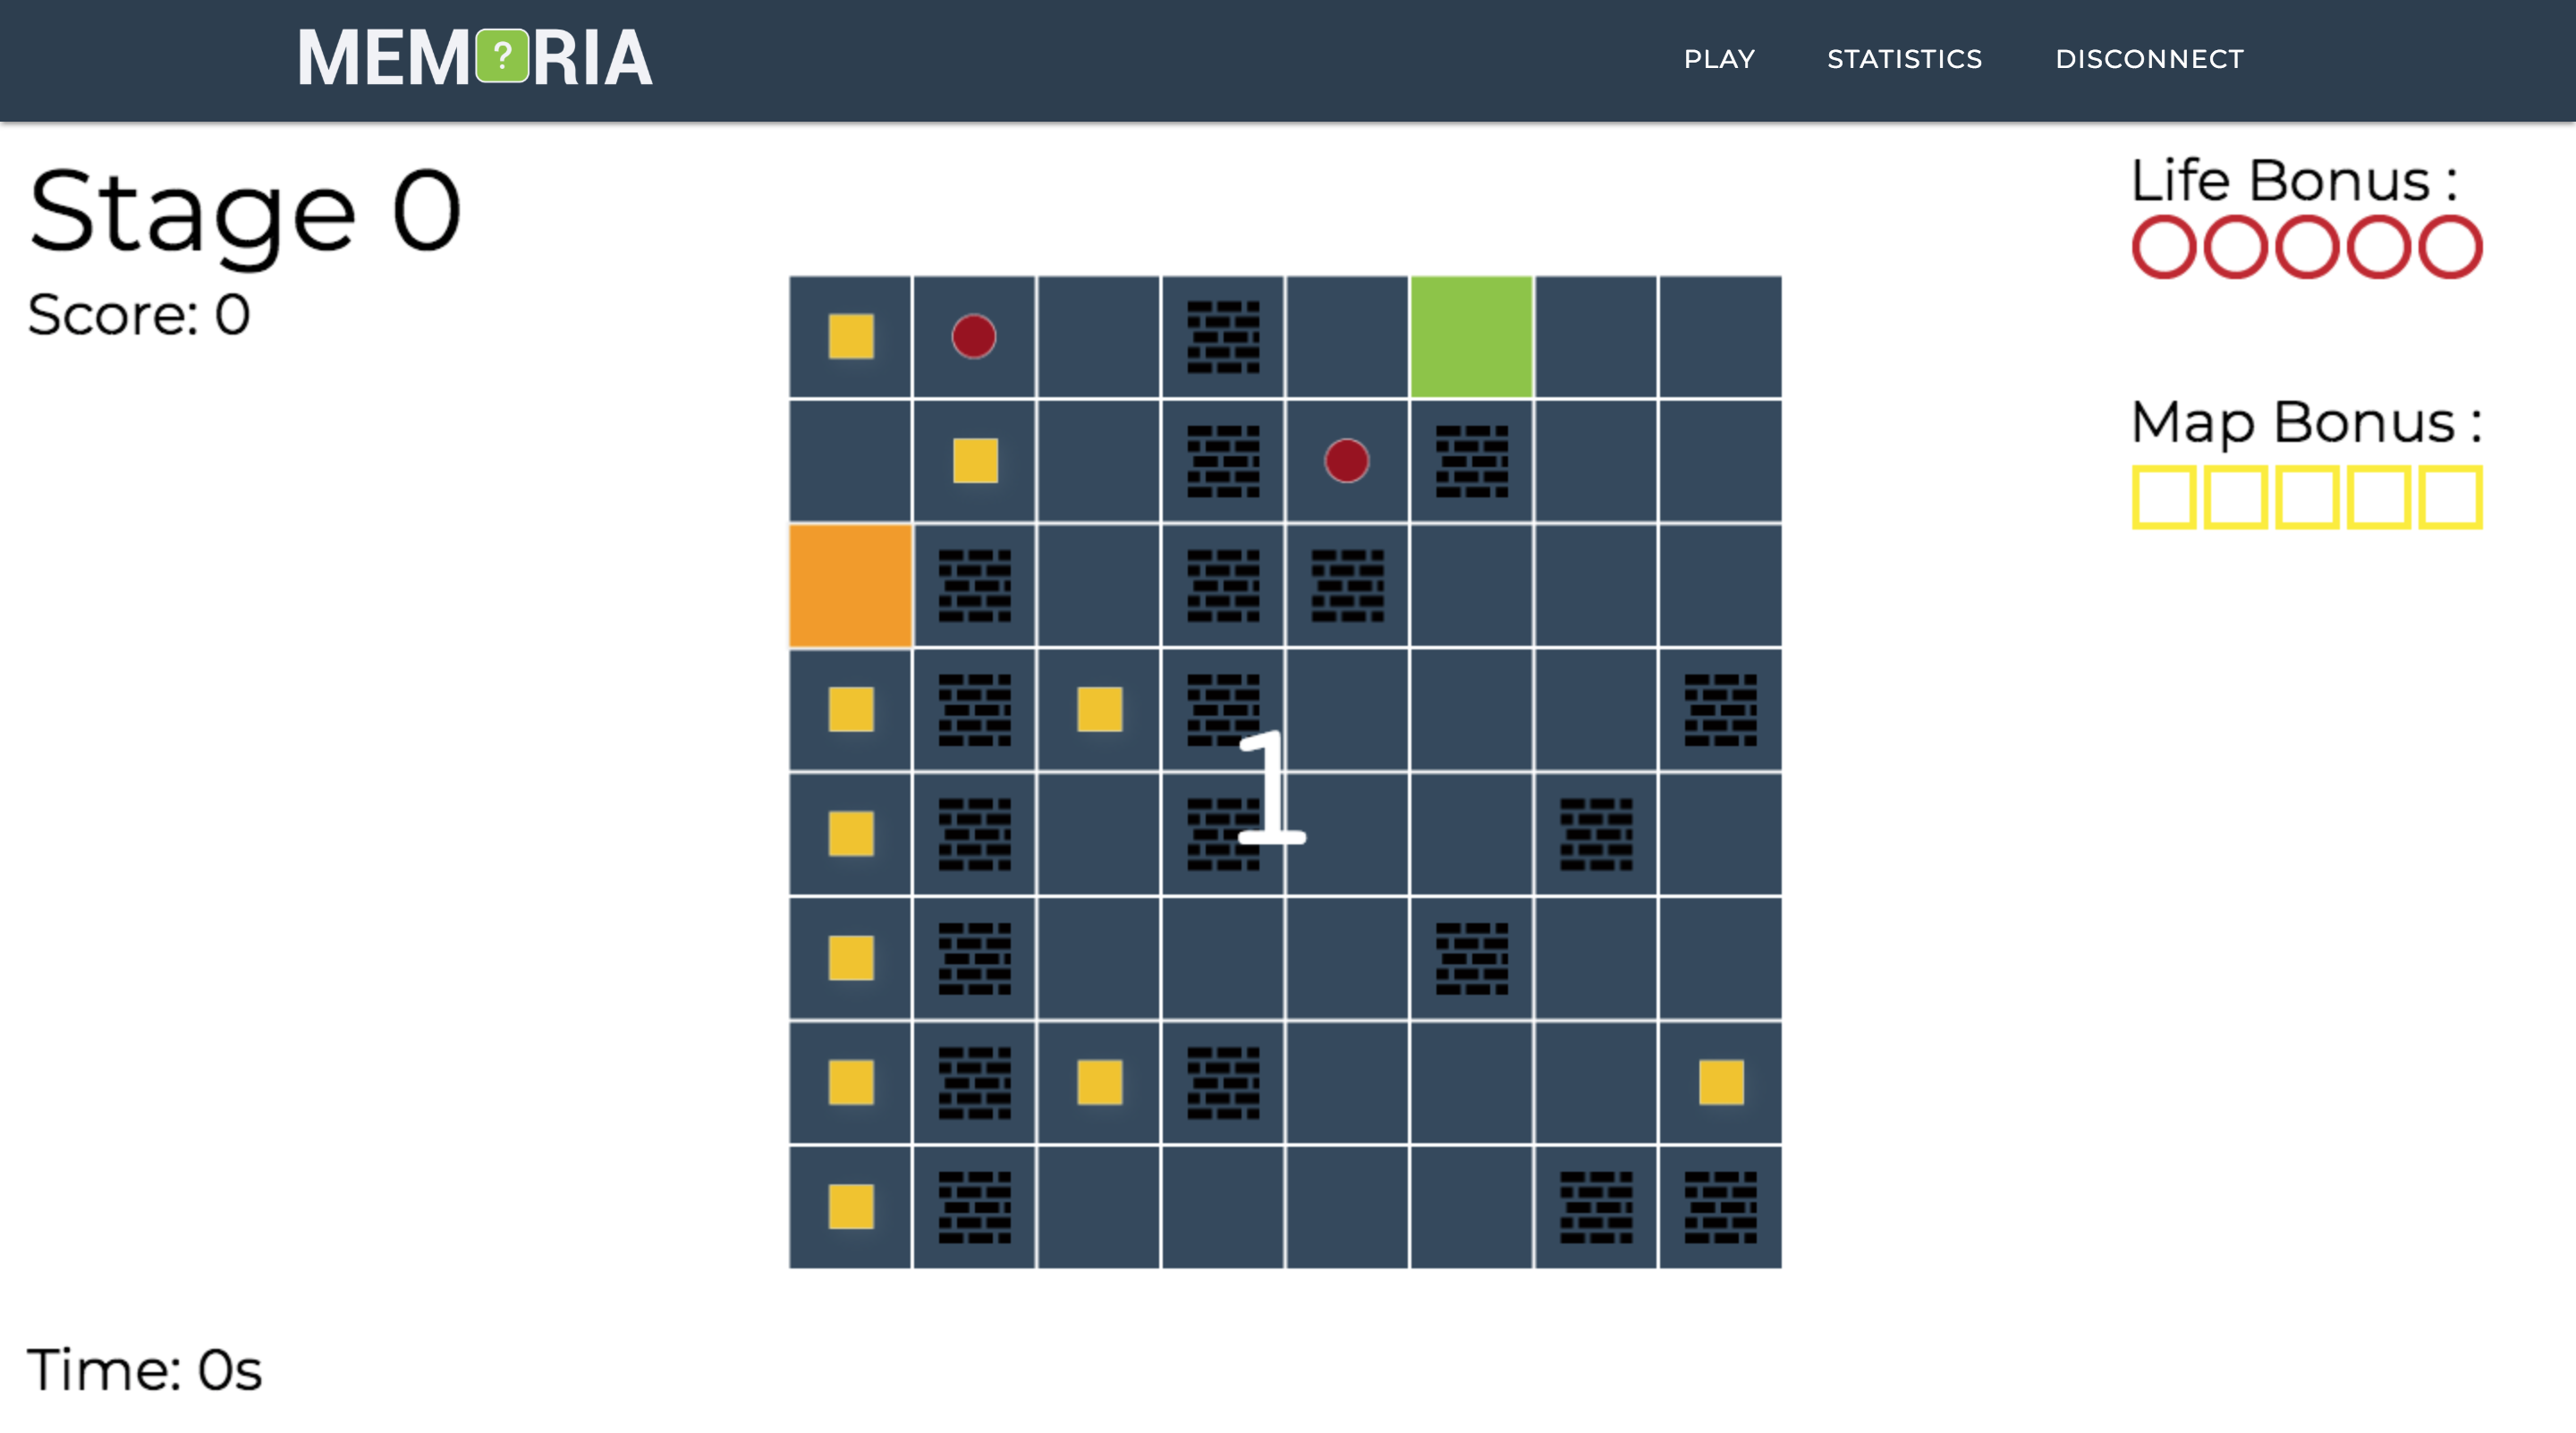 MEM?RIA
PLAY STATISTICS DISCONNECT
Stage 0
Score: 0
Life Bonus :
Map Bonus :
1
Time: 0s